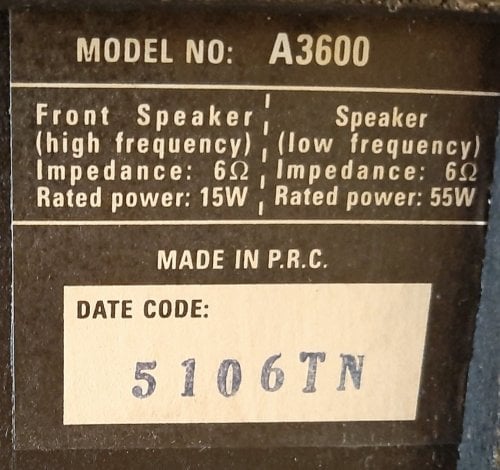 MODEL NO: A3600
Front Speaker
(high frequency)
Impedance: 6Ω
Rated power: 15W
Speaker
(low frequency)
Impedance: 6Ω
Rated power: 55W
MADE IN P.R.C.
DATE CODE:
5106TN